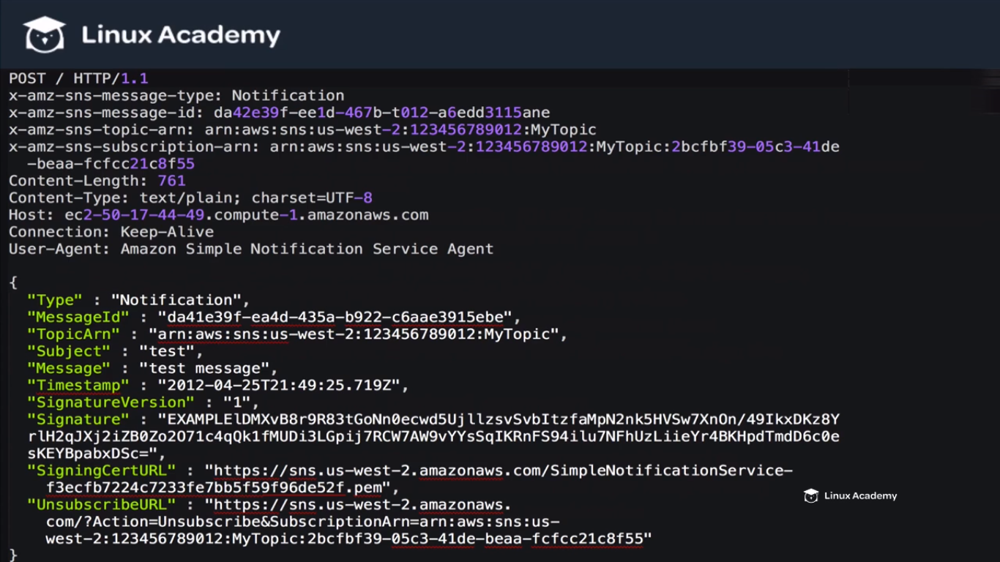 Linux Academy
POST / HTTP/1.1
x-amz-sns-message-type: Notification
x-amz-sns-message-id: da42e39f-ee1d-467b-t012-a6edd3115ane
x-amz-sns-topic-arn: arn:aws:sns:us-west-2:123456789012:MyTopic
x-amz-sns-subscription-arn: arn:aws:sns:us-west-2:123456789012:MyTopic:2bcfbf39-05c3-41de
-beaa-fcfcc21c8f55
Content-Length: 761
Content-Type: text/plain; charset=UTF-8
Host: ec2-50-17-44-49.compute-1.amazonaws.com
Connection: Keep-Alive
User-Agent: Amazon Simple Notification Service Agent
{
"Type" : "Notification",
"MessageId" : "da41e39f-ea4d-435a-b922-c6aae3915ebe",
"TopicArn" : "arn:aws:sns:us-west-2:123456789012:MyTopic",
"Subject" : "test",
"Message" : "test message",
"Timestamp" : "2012-04-25T21:49:25.719Z",
"SignatureVersion" : "1",
"Signature" : "EXAMPLElDMXvB8r9R83tGoNn0ecwd5UjllzsvSvbItzfaMpN2nk5HVSw7XnOn/49IkxDKz8Y
rlH2qJXj2iZB0Zo2O71c4qQk1fMUDi3LGpij7RCW7AW9vYYsSqIKRnFS94ilu7NFhUzLiieYr4BKHpdTmdD6c0e
sKEYBpabxDSc=",
"SigningCertURL" : "https://sns.us-west-2.amazonaws.com/SimpleNotificationService-
f3ecfb7224c7233fe7bb5f59f96de52f.pem",
"UnsubscribeURL" : "https://sns.us-west-2.amazonaws.
com/?Action=Unsubscribe&SubscriptionArn=arn:aws:sns:us-
west-2:123456789012:MyTopic:2bcfbf39-05c3-41de-beaa-fcfcc21c8f55"
}
Linux Academy